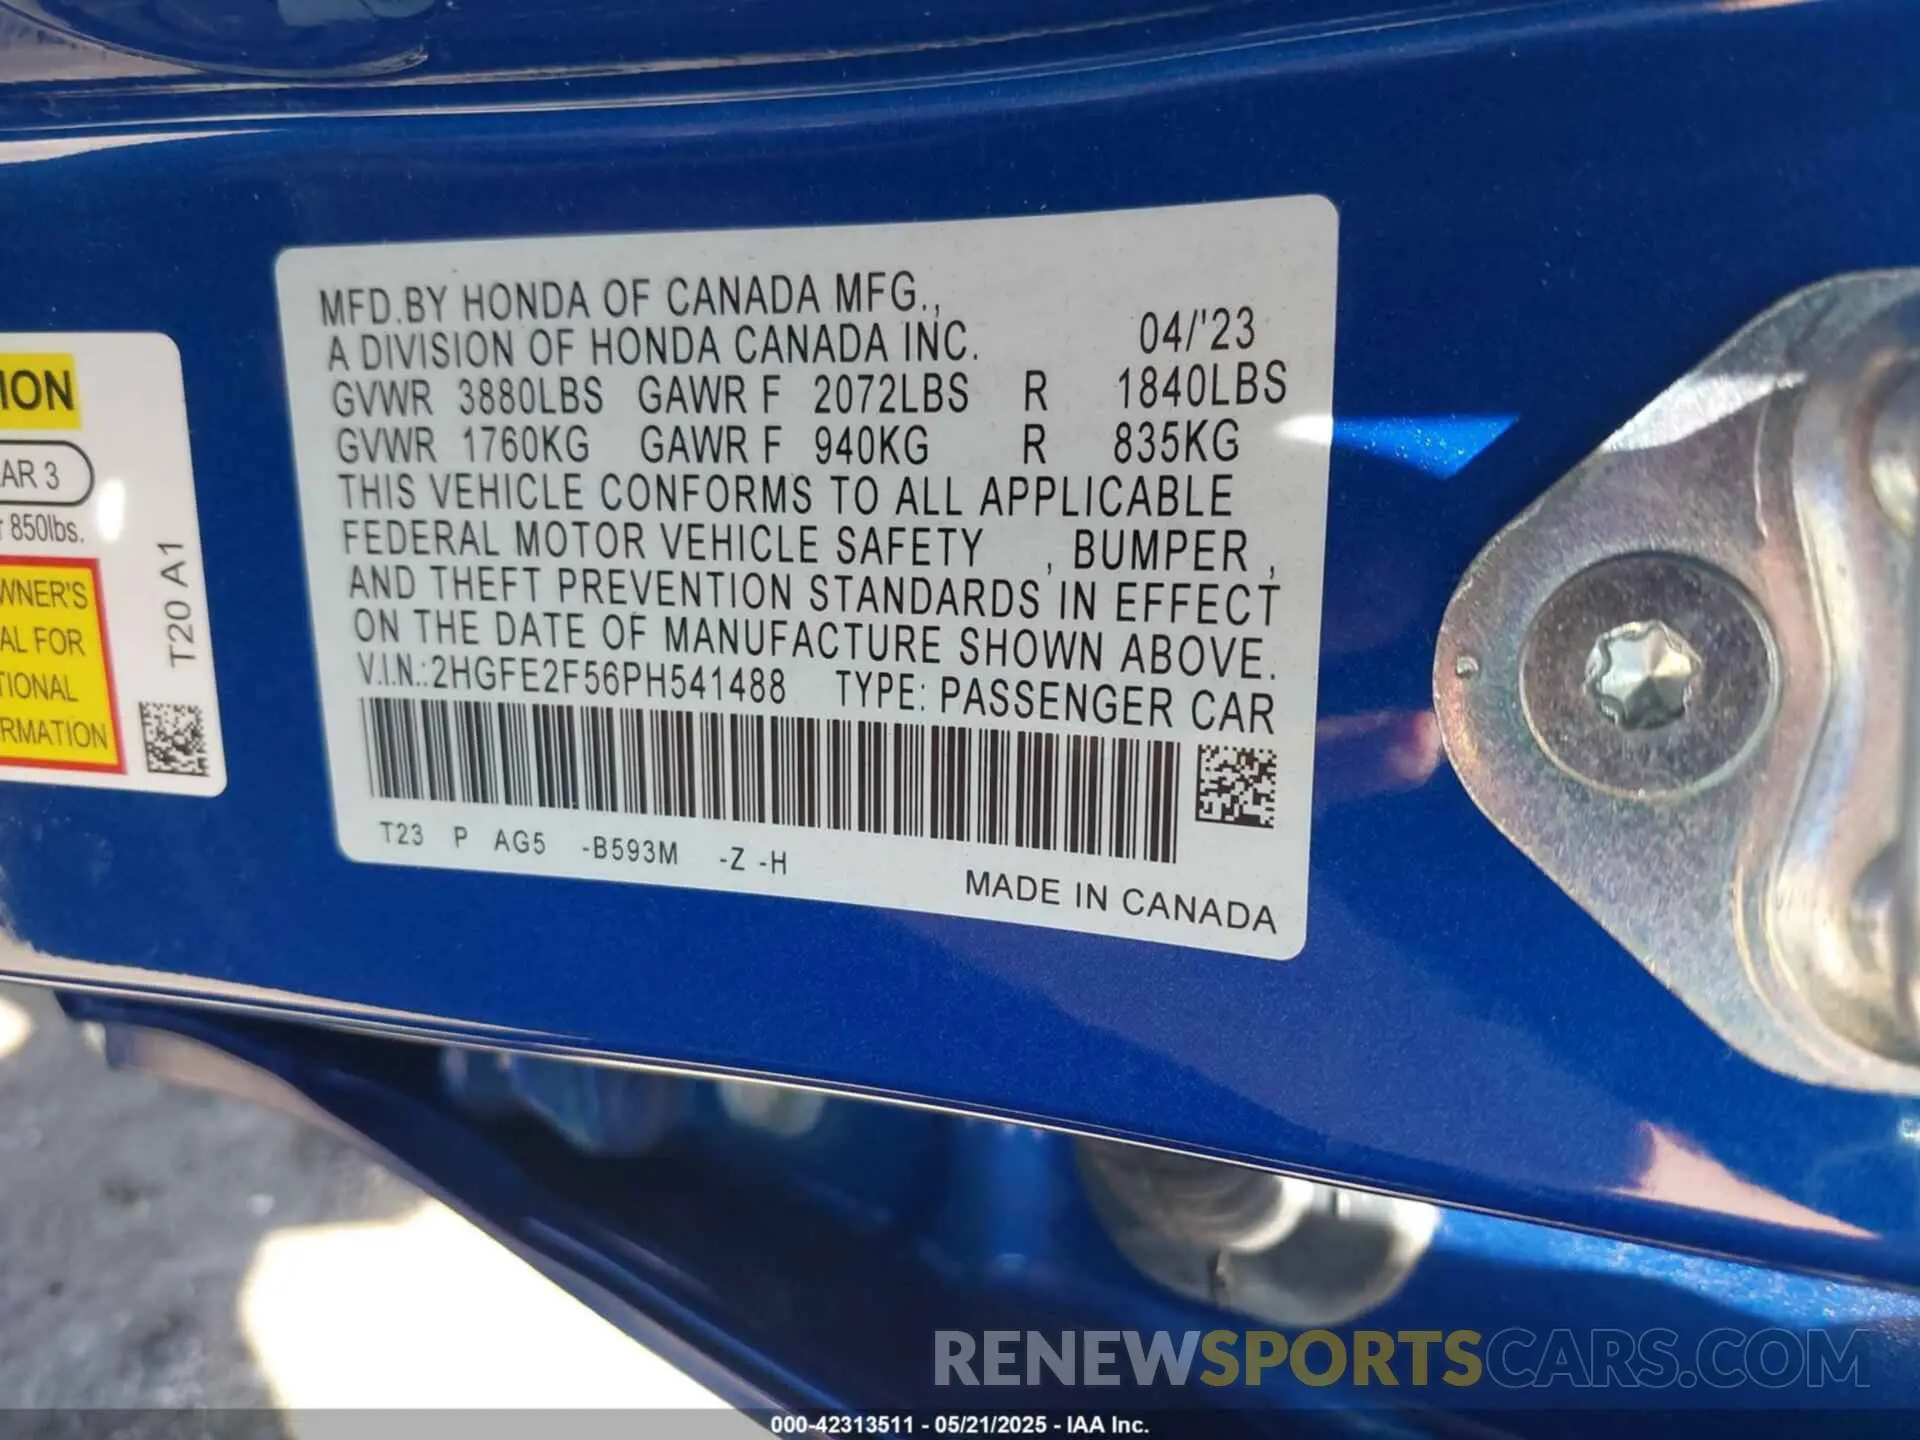 ION
AR 3
850lbs.
WNER'S
AL FOR
TIONAL
RMATION
T20 A1
MFD.BY HONDA OF CANADA MFG.,
A DIVISION OF HONDA CANADA INC. 04/'23
GVWR 3880LBS GAWR F 2072LBS R 1840LBS
GVWR 1760KG GAWR F 940KG R 835KG
THIS VEHICLE CONFORMS TO ALL APPLICABLE
FEDERAL MOTOR VEHICLE SAFETY , BUMPER ,
AND THEFT PREVENTION STANDARDS IN EFFECT
ON THE DATE OF MANUFACTURE SHOWN ABOVE.
V.I.N.:2HGFE2F56PH541488 TYPE: PASSENGER CAR
T23 P AG5 -B593M -Z -H
MADE IN CANADA
RENEWSPORTSCARS.COM
000-42313511 - 05/21/2025 - IAA Inc.